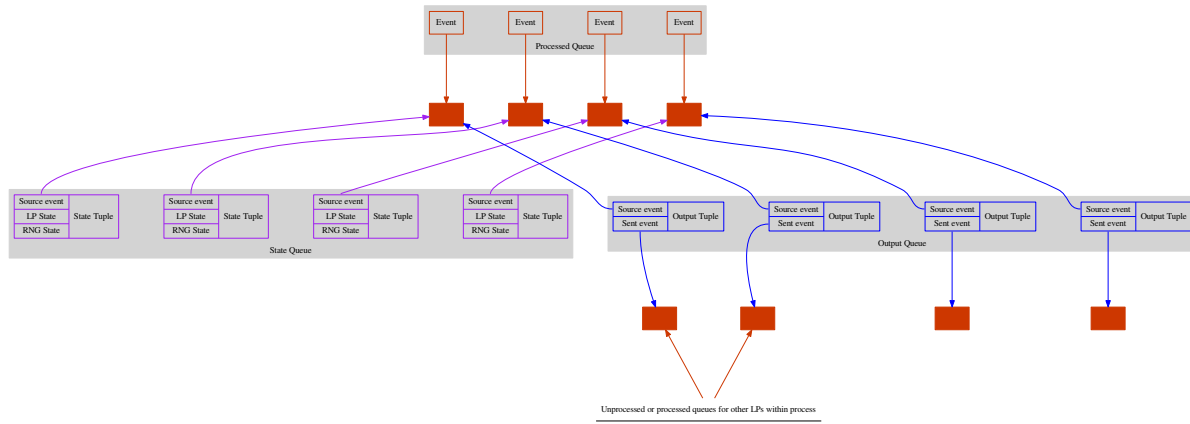 Event
Event
Event
Event
Processed Queue
Source event
LP State
RNG State
State Tuple
Source event
LP State
RNG State
State Tuple
Source event
LP State
RNG State
State Tuple
Source event
LP State
RNG State
State Tuple
State Queue
Source event
Sent event
Output Tuple
Source event
Sent event
Output Tuple
Source event
Sent event
Output Tuple
Source event
Sent event
Output Tuple
Output Queue
Unprocessed or processed queues for other LPs within process